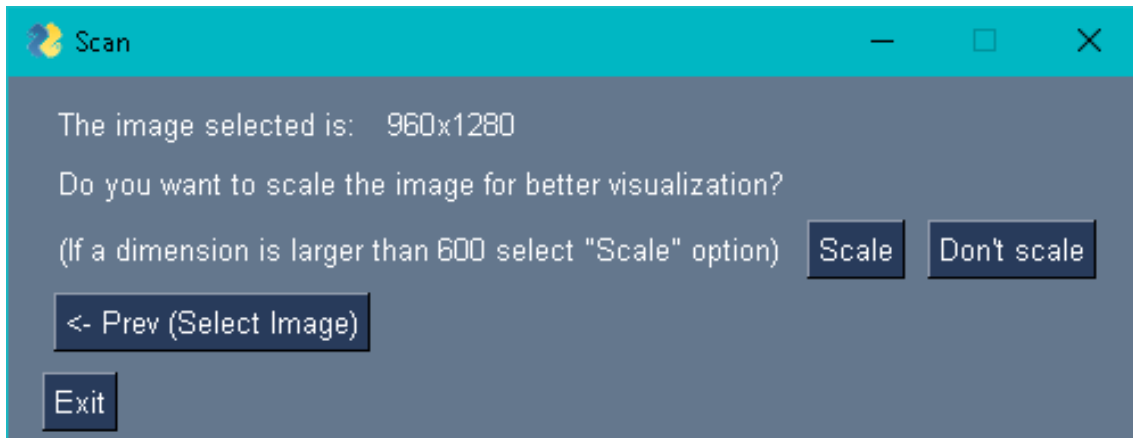 Scan
The image selected is: 960x1280
Do you want to scale the image for better visualization?
(If a dimension is larger than 600 select "Scale" option) Scale Don't scale
<- Prev (Select Image)
Exit